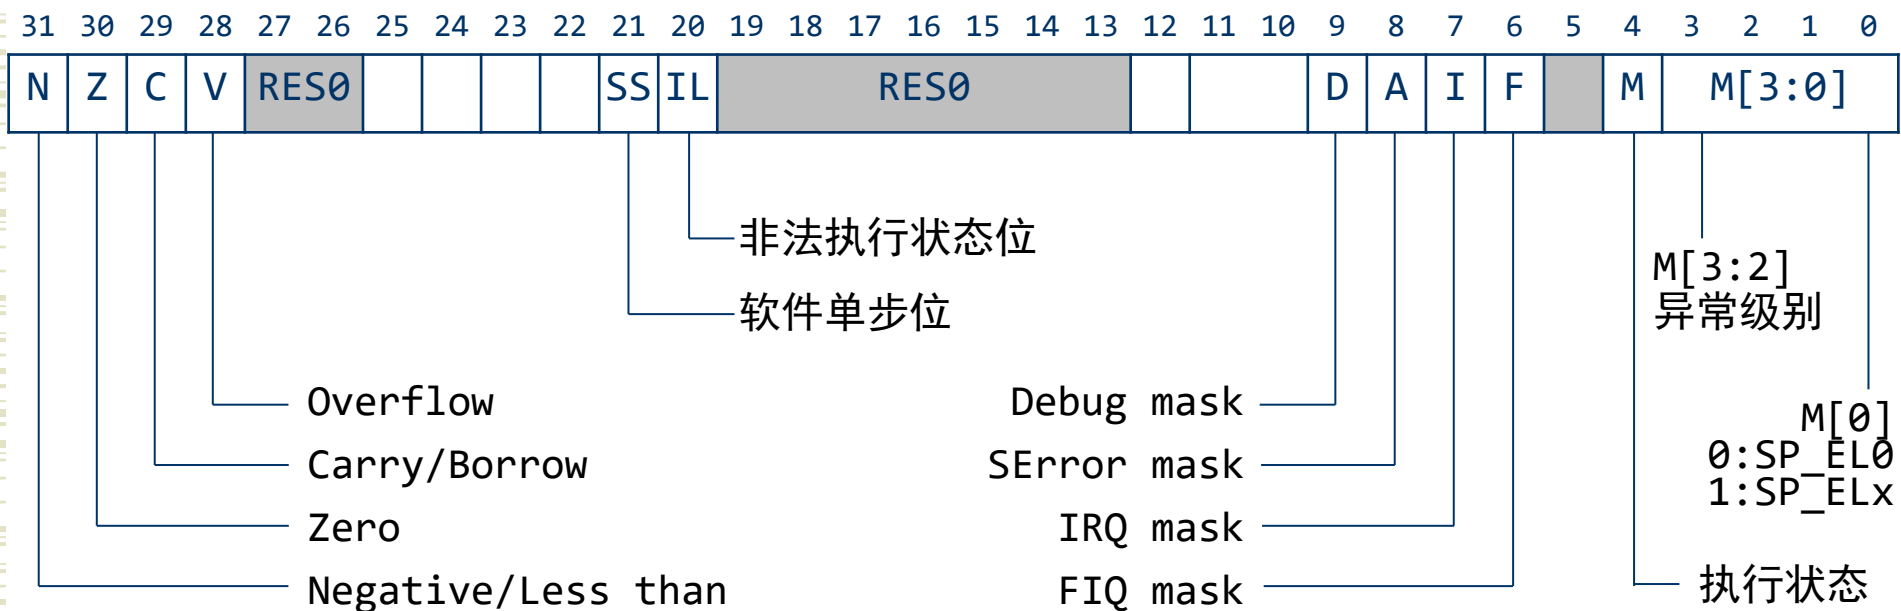 31 30 29 28 27 26 25 24 23 22 21 20 19 18 17 16 15 14 13 12 11 10 9 8 7 6 5 4 3 2 1 0
N Z C V RES0 SS IL RES0 D A I F M M[3:0]
非法执行状态位
软件单步位
M[3:2]
异常级别
Overflow
Carry/Borrow
Zero
Negative/Less than
Debug mask
SError mask
IRQ mask
FIQ mask
M[0]
0:SP_EL0
1:SP_ELx
执行状态